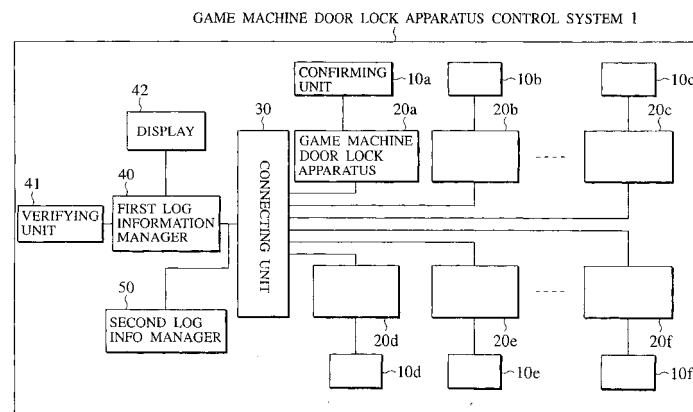 GAME MACHINE DOOR LOCK APPARATUS CONTROL SYSTEM 1
CONFIRMING
UNIT
10a
10b
10c
42
DISPLAY
30
20a
20b
20c
GAME MACHINE
DOOR LOCK
APPARATUS
CONNECTING UNIT
41
VERIFYING
UNIT
40
FIRST LOG
INFORMATION
MANAGER
50
SECOND LOG
INFO MANAGER
20d
20e
20f
10d
10e
10f